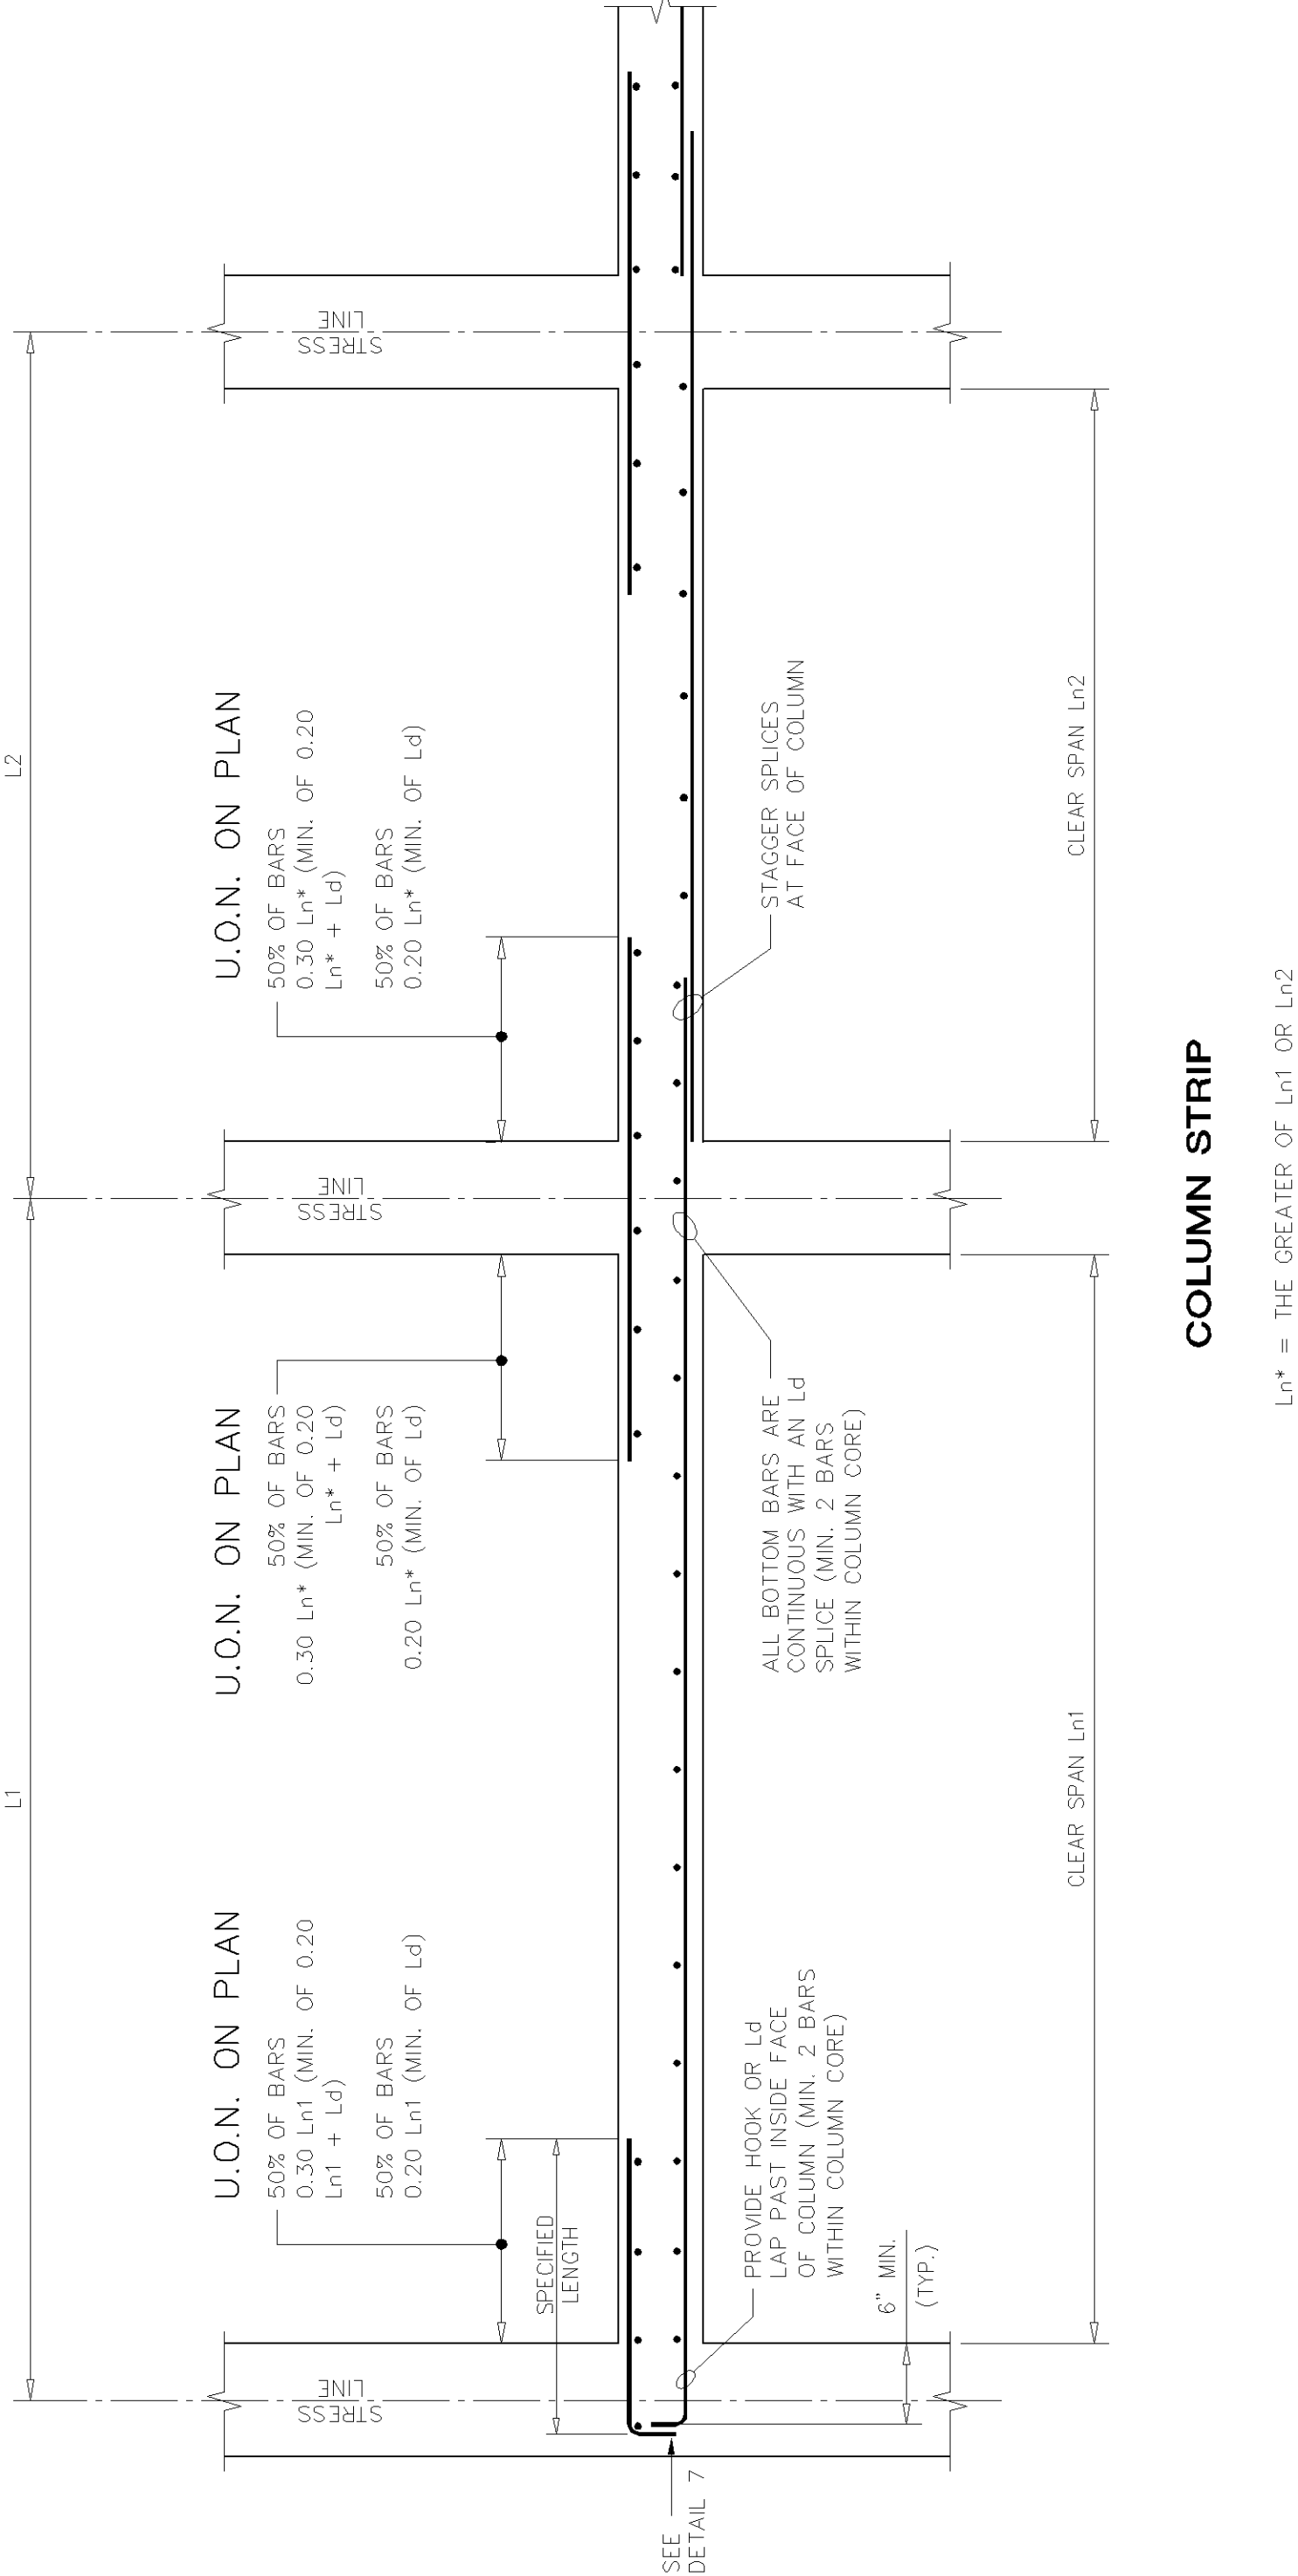 L1
L2
U.O.N. ON PLAN
50% OF BARS
0.30 Ln1 (MIN. OF 0.20
Ln1 + Ld)
50% OF BARS
0.20 Ln1 (MIN. OF Ld)
U.O.N. ON PLAN
50% OF BARS
0.30 Ln* (MIN. OF 0.20
Ln* + Ld)
50% OF BARS
0.20 Ln* (MIN. OF Ld)
U.O.N. ON PLAN
50% OF BARS
0.30 Ln* (MIN. OF 0.20
Ln* + Ld)
50% OF BARS
0.20 Ln* (MIN. OF Ld)
STRESS
LINE
STRESS
LINE
STRESS
LINE
SPECIFIED
LENGTH
SEE
DETAIL 7
PROVIDE HOOK OR Ld
LAP PAST INSIDE FACE
OF COLUMN (MIN. 2 BARS
WITHIN COLUMN CORE)
6" MIN.
(TYP.)
ALL BOTTOM BARS ARE
CONTINUOUS WITH AN Ld
SPLICE (MIN. 2 BARS
WITHIN COLUMN CORE)
STAGGER SPLICES
AT FACE OF COLUMN
CLEAR SPAN Ln1
CLEAR SPAN Ln2
COLUMN STRIP
Ln* = THE GREATER OF Ln1 OR Ln2